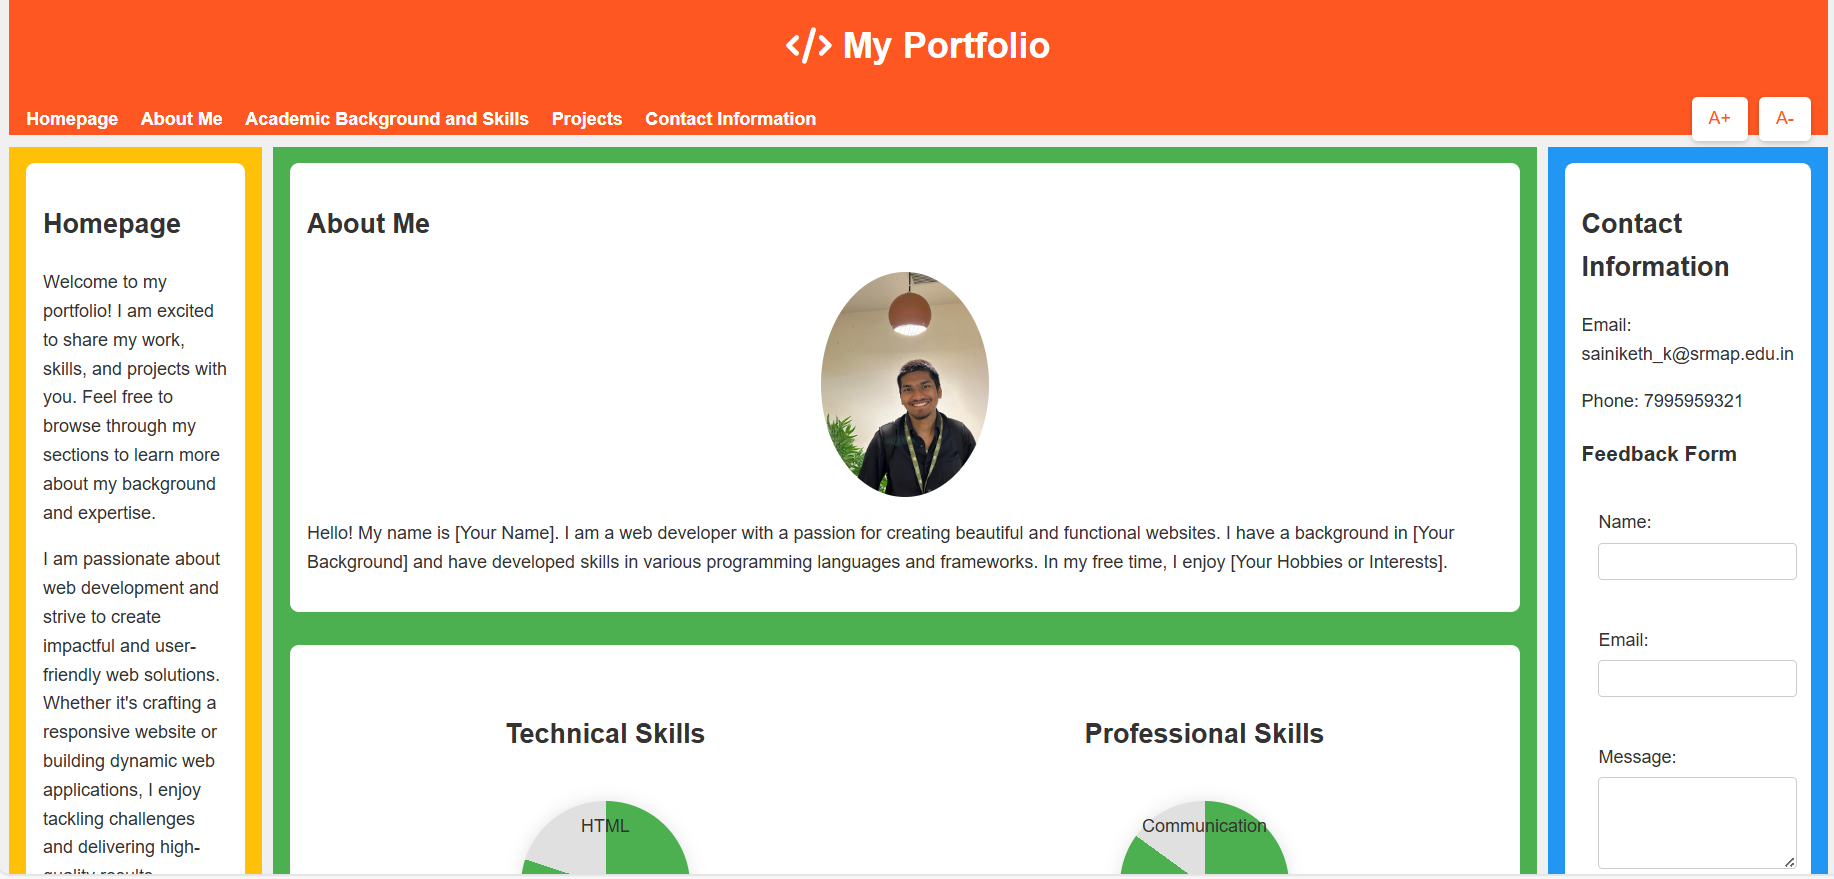 </> My Portfolio
Homepage About Me Academic Background and Skills Projects Contact Information A+ A-
Homepage
Welcome to my
portfolio! I am excited
to share my work,
skills, and projects with
you. Feel free to
browse through my
sections to learn more
about my background
and expertise.
I am passionate about
web development and
strive to create
impactful and user-
friendly web solutions.
Whether it's crafting a
responsive website or
building dynamic web
applications, I enjoy
tackling challenges
and delivering high-
quality results.
About Me
Hello! My name is [Your Name]. I am a web developer with a passion for creating beautiful and functional websites. I have a background in [Your
Background] and have developed skills in various programming languages and frameworks. In my free time, I enjoy [Your Hobbies or Interests].
Technical Skills
HTML
Professional Skills
Communication
Contact
Information
Email:
sainiketh_k@srmap.edu.in
Phone: 7995959321
Feedback Form
Name:
Email:
Message: